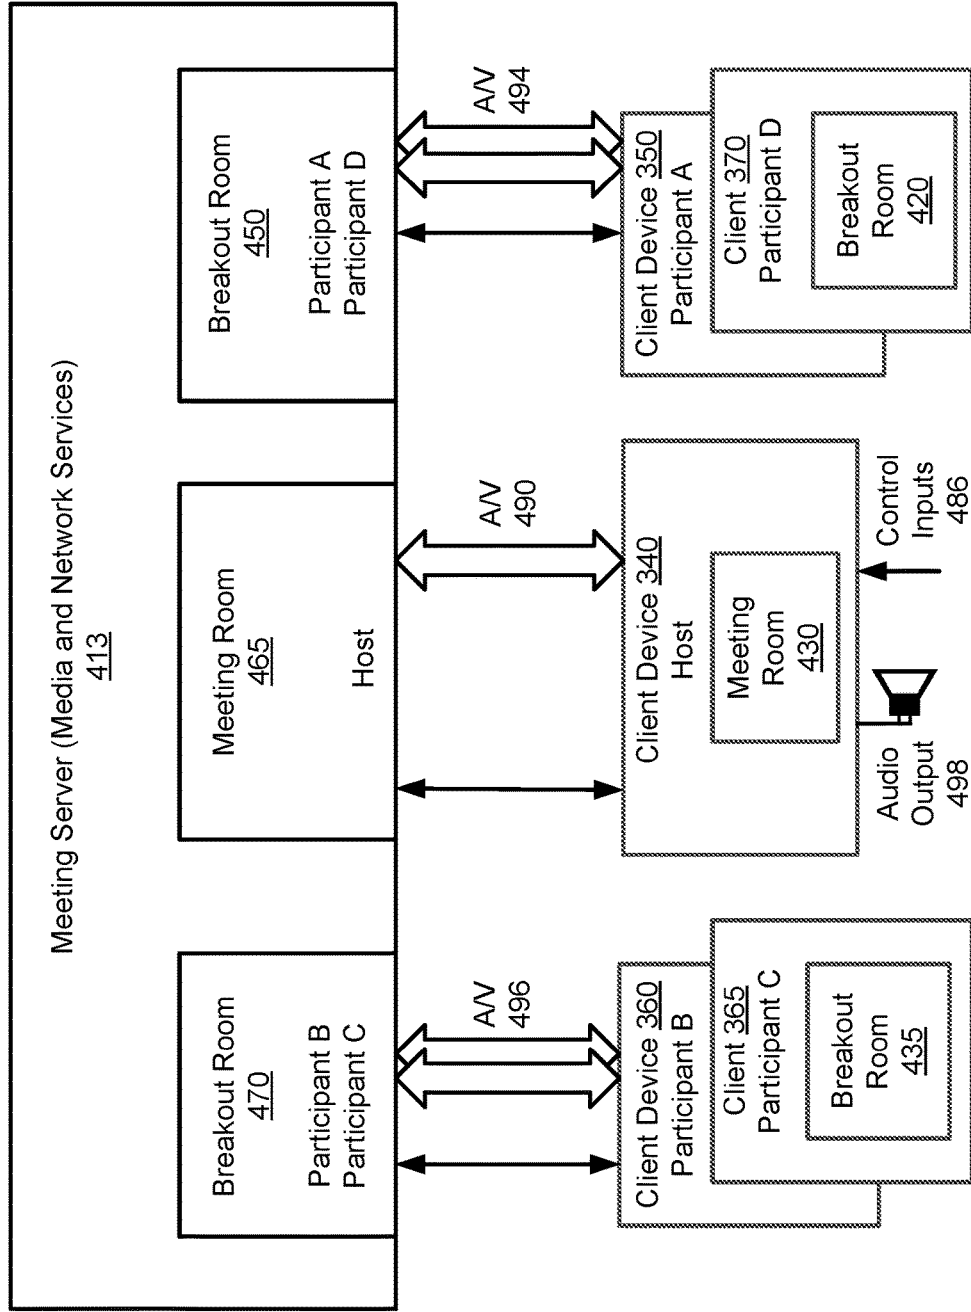 Meeting Server (Media and Network Services)
413
Breakout Room
470
Participant B
Participant C
Meeting Room
465
Host
Breakout Room
450
Participant A
Participant D
A/V
496
A/V
490
A/V
494
Client Device 360
Participant B
Client 365
Participant C
Breakout
Room
435
Client Device 340
Host
Meeting
Room
430
Audio
Output
498
Control
Inputs
486
Client Device 350
Participant A
Client 370
Participant D
Breakout
Room
420